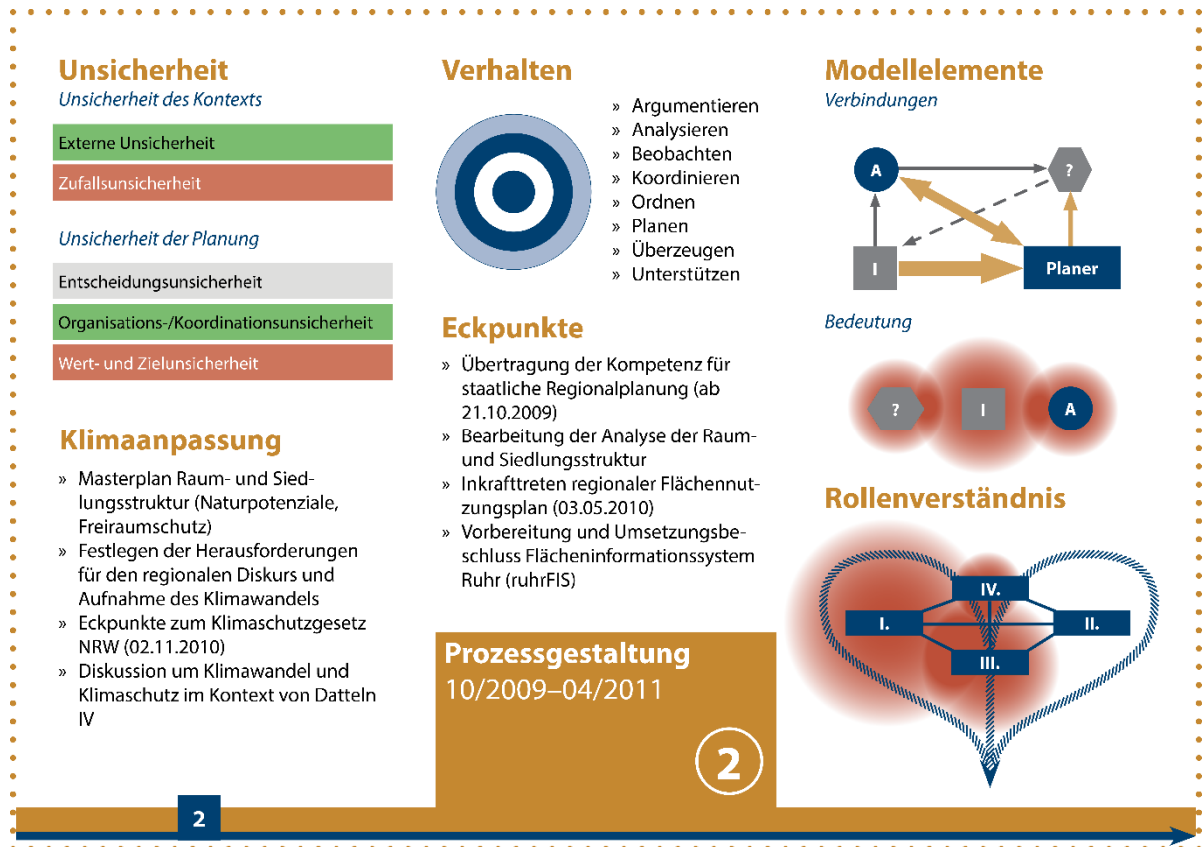 Unsicherheit
Unsicherheit des Kontexts
Externe Unsicherheit
Zufallsunsicherheit
Unsicherheit der Planung
Entscheidungsunsicherheit
Organisations-/Koordinationsunsicherheit
Wert- und Zielunsicherheit
Klimaanpassung
» Masterplan Raum- und Sied-
lungsstruktur (Naturpotenziale,
Freiraumschutz)
» Festlegen der Herausforderungen
für den regionalen Diskurs und
Aufnahme des Klimawandels
» Eckpunkte zum Klimaschutzgesetz
NRW (02.11.2010)
» Diskussion um Klimawandel und
Klimaschutz im Kontext von Datteln
IV
Verhalten
» Argumentieren
» Analysieren
» Beobachten
» Koordinieren
» Ordnen
» Planen
» Überzeugen
» Unterstützen
Eckpunkte
» Übertragung der Kompetenz für
staatliche Regionalplanung (ab
21.10.2009)
» Bearbeitung der Analyse der Raum-
und Siedlungsstruktur
» Inkrafttreten regionaler Flächennut-
zungsplan (03.05.2010)
» Vorbereitung und Umsetzungsbe-
schluss Flächeninformationssystem
Ruhr (ruhrFIS)
Prozessgestaltung
10/2009–04/2011
2
Modellelemente
Verbindungen
A
?
I
Planer
Bedeutung
?
I
A
Rollenverständnis
IV.
I.
II.
III.
2